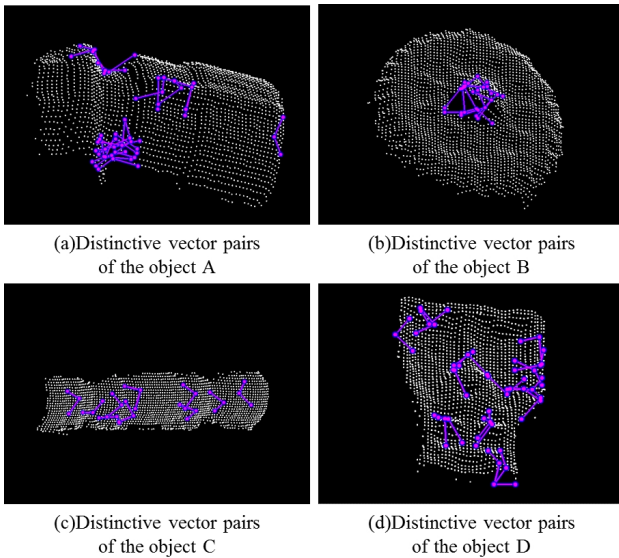 (a)Distinctive vector pairs
of the object A
(b)Distinctive vector pairs
of the object B
(c)Distinctive vector pairs
of the object C
(d)Distinctive vector pairs
of the object D